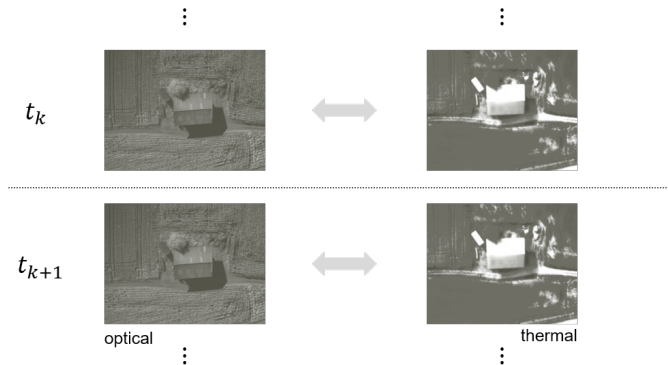 ⋮ ⋮
t_k
t_{k+1}
optical thermal
⋮ ⋮